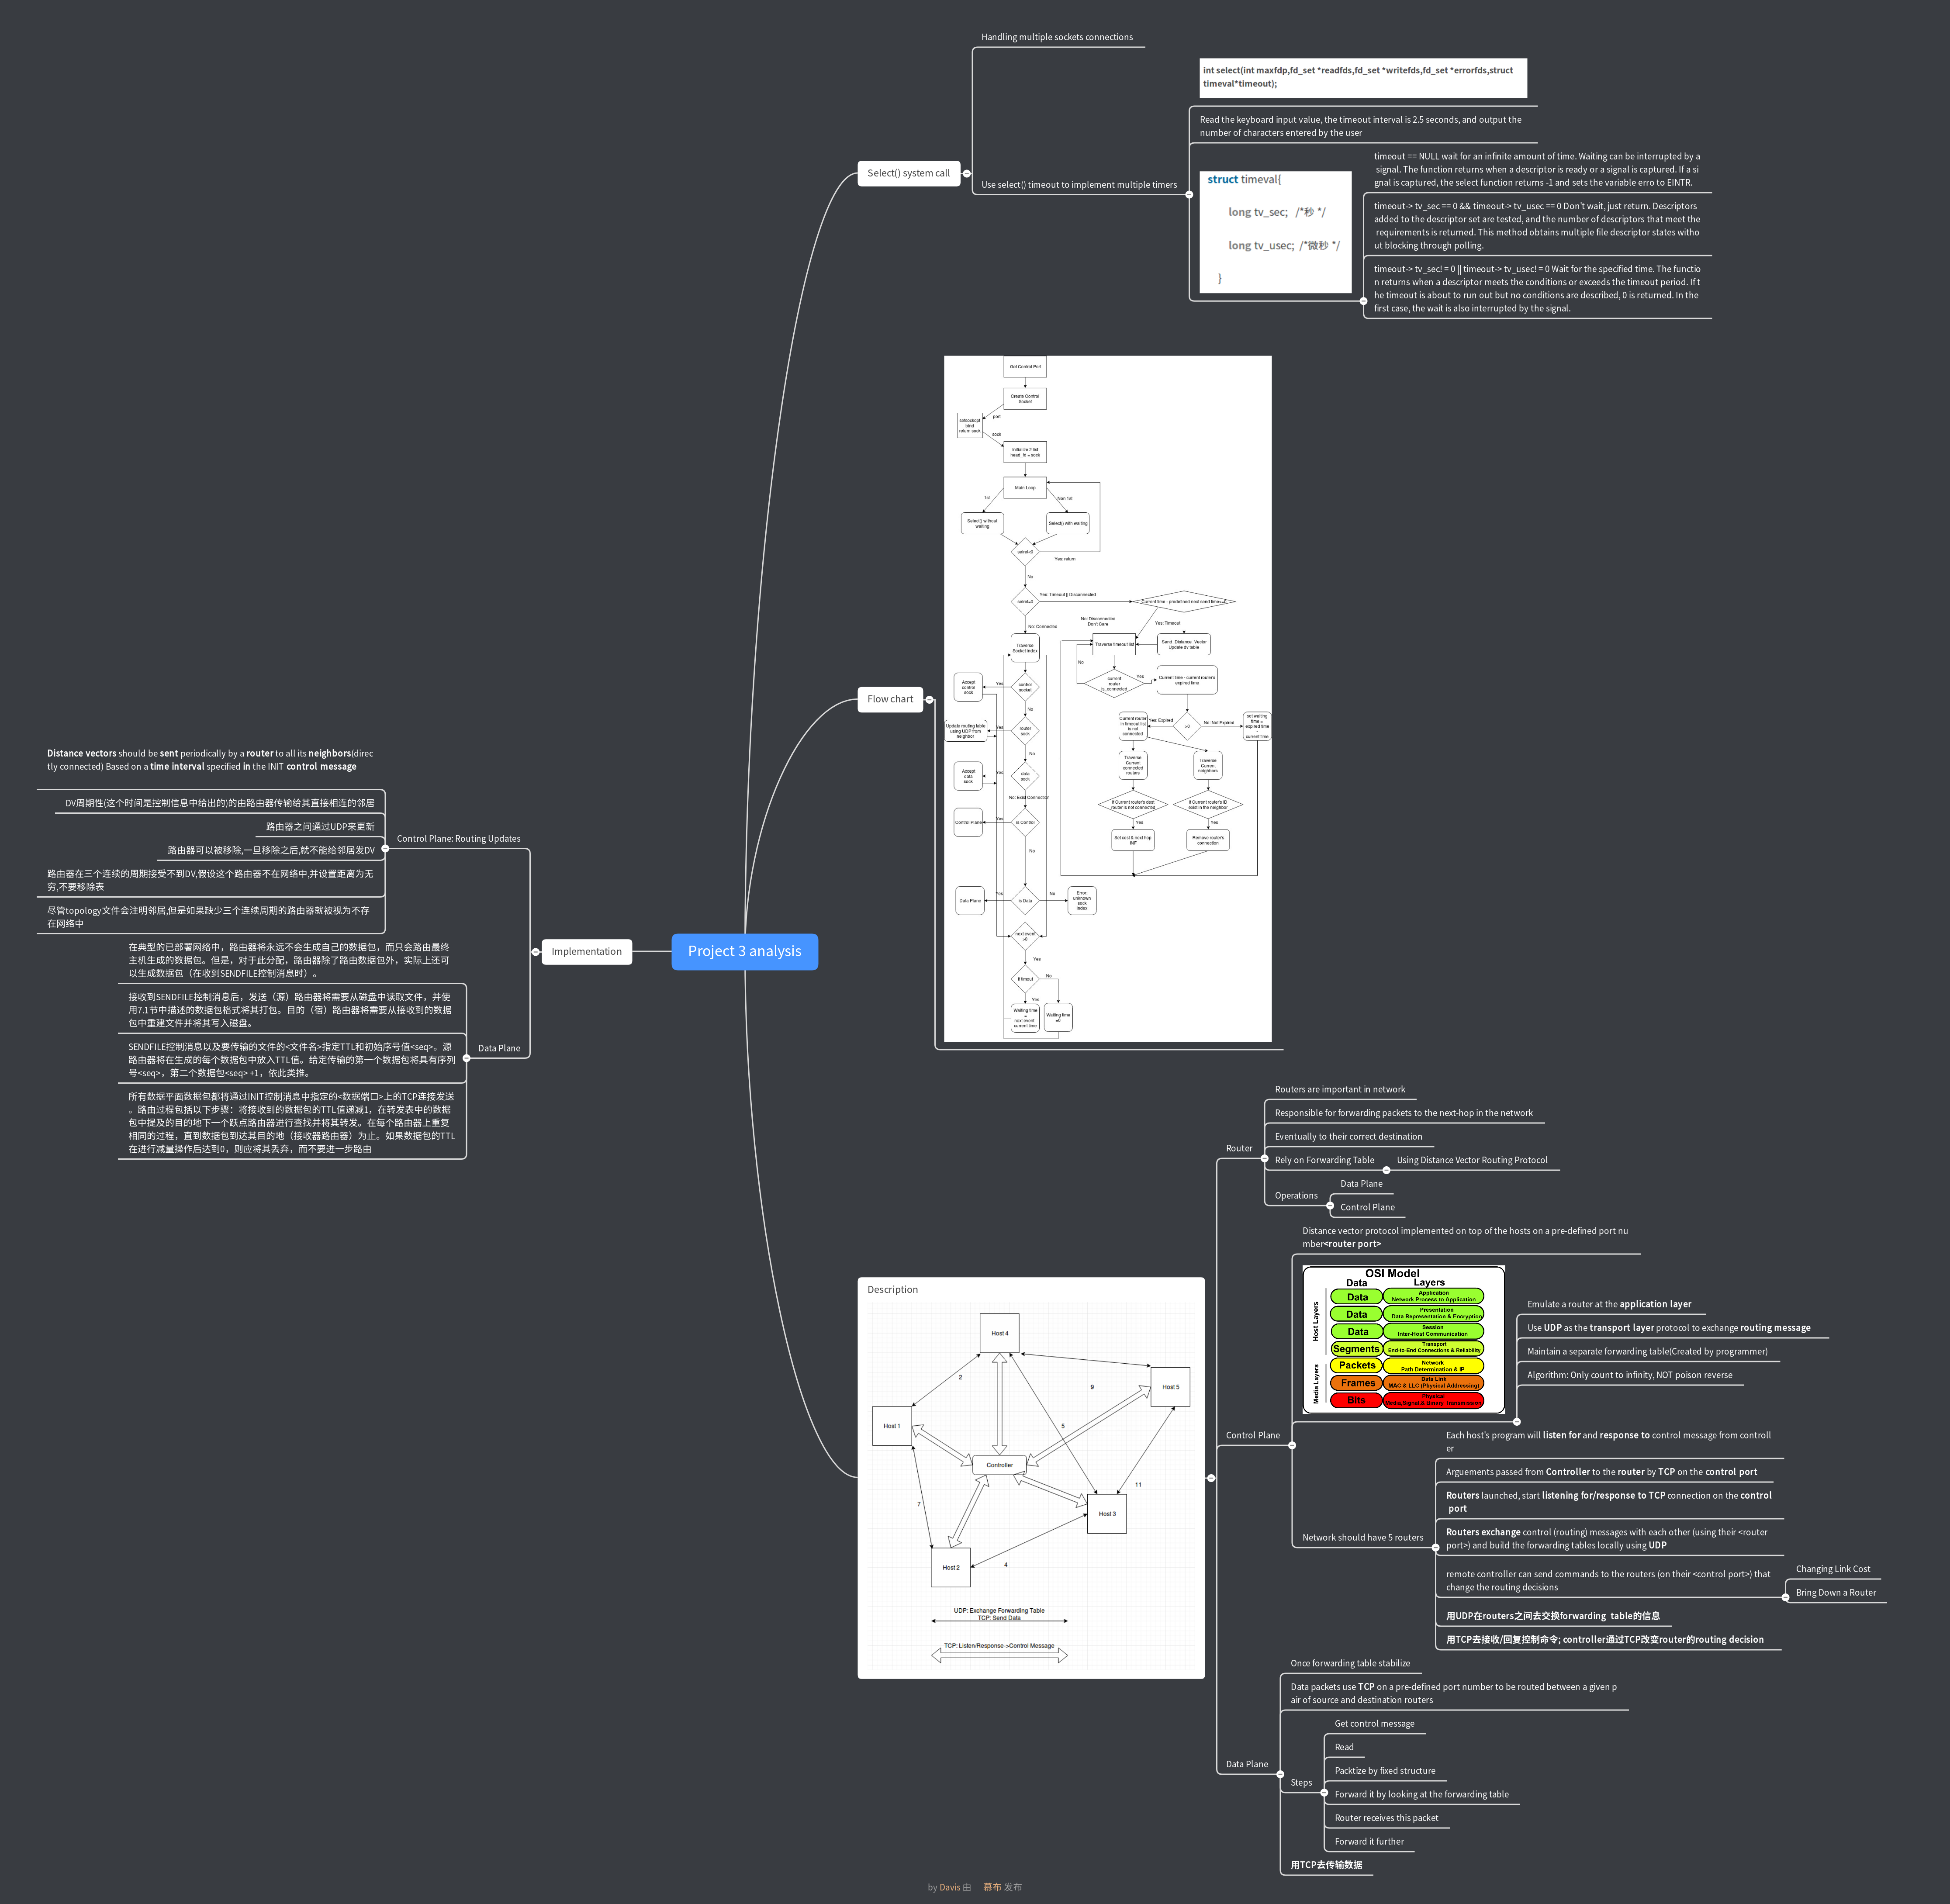 Handling multiple sockets connections
int select(int maxfdp,fd_set *readfds,fd_set *writefds,fd_set *errorfds,struct
timeval*timeout);
Read the keyboard input value, the timeout interval is 2.5 seconds, and output the
number of characters entered by the user
Select() system call
Use select() timeout to implement multiple timers
struct timeval{
long tv_sec; /*秒 */
long tv_usec; /*微秒 */
}
timeout == NULL wait for an infinite amount of time. Waiting can be interrupted by a
signal. The function returns when a descriptor is ready or a signal is captured. If a si
gnal is captured, the select function returns -1 and sets the variable erro to EINTR.
timeout-> tv_sec == 0 && timeout-> tv_usec == 0 Don't wait, just return. Descriptors
added to the descriptor set are tested, and the number of descriptors that meet the
requirements is returned. This method obtains multiple file descriptor states witho
ut blocking through polling.
timeout-> tv_sec! = 0 || timeout-> tv_usec! = 0 Wait for the specified time. The functio
n returns when a descriptor meets the conditions or exceeds the timeout period. If t
he timeout is about to run out but no conditions are described, 0 is returned. In the
first case, the wait is also interrupted by the signal.
Flow chart
Get Control Port
Create Control
Socket
port
setsockopt
bind
return sock
sock
Initialize 2 list
head_fd = sock
Main Loop
1st
Non 1st
Select() without
waiting
Select() with waiting
Yes: return
No
Yes: Timeout || Disconnected
Current time - predefined next send time>=0
No: Disconnected
Don't Care
Yes: Timeout
No: Connected
Traverse
Socket Index
Traverse timeout list
Send_Distance_Vector
Update dv table
No
current
router
is_connected
Yes
Current time - current router's
expired time
Accept
control
sock
Yes
control
socket
No
Update routing table
using UDP from
neighbor
Yes
router
sock
No
Current router
in timeout list
is not
connected
Yes: Expired
No: Not Expired
set waiting
time =
expired time
-
current time
Accept
data
sock
Yes
data
sock
No: Exist Connection
Traverse
Current
connected
routers
Traverse
Current
neighbors
If Current router's dest
router is not connected
If Current router's ID
exist in the neighbor
Control Plane
Yes
is Control
No
Yes
Yes
Set cost & next hop
INF
Remove router's
connection
Data Plane
Yes
is Data
No
Error:
unknown
sock
index
next event
Yes
If timout
No
Yes
Waiting time
=
next event -
current time
Waiting time
=0
Project 3 analysis
Implementation
Control Plane: Routing Updates
Distance vectors should be sent periodically by a router to all its neighbors(direc
tly connected) Based on a time interval specified in the INIT control message
DV周期性(这个时间是控制信息中给出的)的由路由器传输给其直接相连的邻居
路由器之间通过UDP来更新
路由器可以被移除,一旦移除之后,就不能给邻居发DV
路由器在三个连续的周期接受不到DV,假设这个路由器不在网络中,并设置距离为无
穷,不要移除表
尽管topology文件会注明邻居,但是如果缺少三个连续周期的路由器就被视为不存
在网络中
Data Plane
在典型的已部署网络中，路由器将永远不会生成自己的数据包，而只会路由最终
主机生成的数据包。但是，对于此分配，路由器除了路由数据包外，实际上还可
以生成数据包（在收到SENDFILE控制消息时）。
接收到SENDFILE控制消息后，发送（源）路由器将需要从磁盘中读取文件，并使
用7.1节中描述的数据包格式将其打包。目的（宿）路由器将需要从接收到的数据
包中重建文件并将其写入磁盘。
SENDFILE控制消息以及要传输的文件的<文件名>指定TTL和初始序号值<seq>。源
路由器将在生成的每个数据包中放入TTL值。给定传输的第一个数据包将具有序列
号<seq>，第二个数据包<seq> +1，依此类推。
所有数据平面数据包都将通过INIT控制消息中指定的<数据端口>上的TCP连接发送
。路由过程包括以下步骤：将接收到的数据包的TTL值递减1，在转发表中的数据
包中提及的目的地下一个跃点路由器进行查找并将其转发。在每个路由器上重复
相同的过程，直到数据包到达其目的地（接收器路由器）为止。如果数据包的TTL
在进行减量操作后达到0，则应将其丢弃，而不要进一步路由
Description
Host 4
2
9
Host 5
Host 1
5
Controller
11
7
Host 3
Host 2
4
UDP: Exchange Forwarding Table
TCP: Send Data
TCP: Listen/Response->Control Message
Router
Routers are important in network
Responsible for forwarding packets to the next-hop in the network
Eventually to their correct destination
Rely on Forwarding Table
Using Distance Vector Routing Protocol
Operations
Data Plane
Control Plane
Control Plane
Distance vector protocol implemented on top of the hosts on a pre-defined port nu
mber<router port>
OSI Model
Data Layers
Host Layers
Data
Application
Network Process to Application
Data
Presentation
Data Representation & Encryption
Data
Session
Inter-Host Communication
Segments
Transport
End-to-End Connections & Reliability
Media Layers
Packets
Network
Path Determination & IP
Frames
Data Link
MAC & LLC (Physical Addressing)
Bits
Physical
Media,Signal,& Binary Transmission
Emulate a router at the application layer
Use UDP as the transport layer protocol to exchange routing message
Maintain a separate forwarding table(Created by programmer)
Algorithm: Only count to infinity, NOT poison reverse
Network should have 5 routers
Each host's program will listen for and response to control message from controll
er
Arguements passed from Controller to the router by TCP on the control port
Routers launched, start listening for/response to TCP connection on the control
port
Routers exchange control (routing) messages with each other (using their <router
port>) and build the forwarding tables locally using UDP
remote controller can send commands to the routers (on their <control port>) that
change the routing decisions
Changing Link Cost
Bring Down a Router
用UDP在routers之间去交换forwarding table的信息
用TCP去接收/回复控制命令; controller通过TCP改变router的routing decision
Data Plane
Once forwarding table stabilize
Data packets use TCP on a pre-defined port number to be routed between a given p
air of source and destination routers
Steps
Get control message
Read
Packtize by fixed structure
Forward it by looking at the forwarding table
Router receives this packet
Forward it further
用TCP去传输数据
by Davis 由 幕布 发布